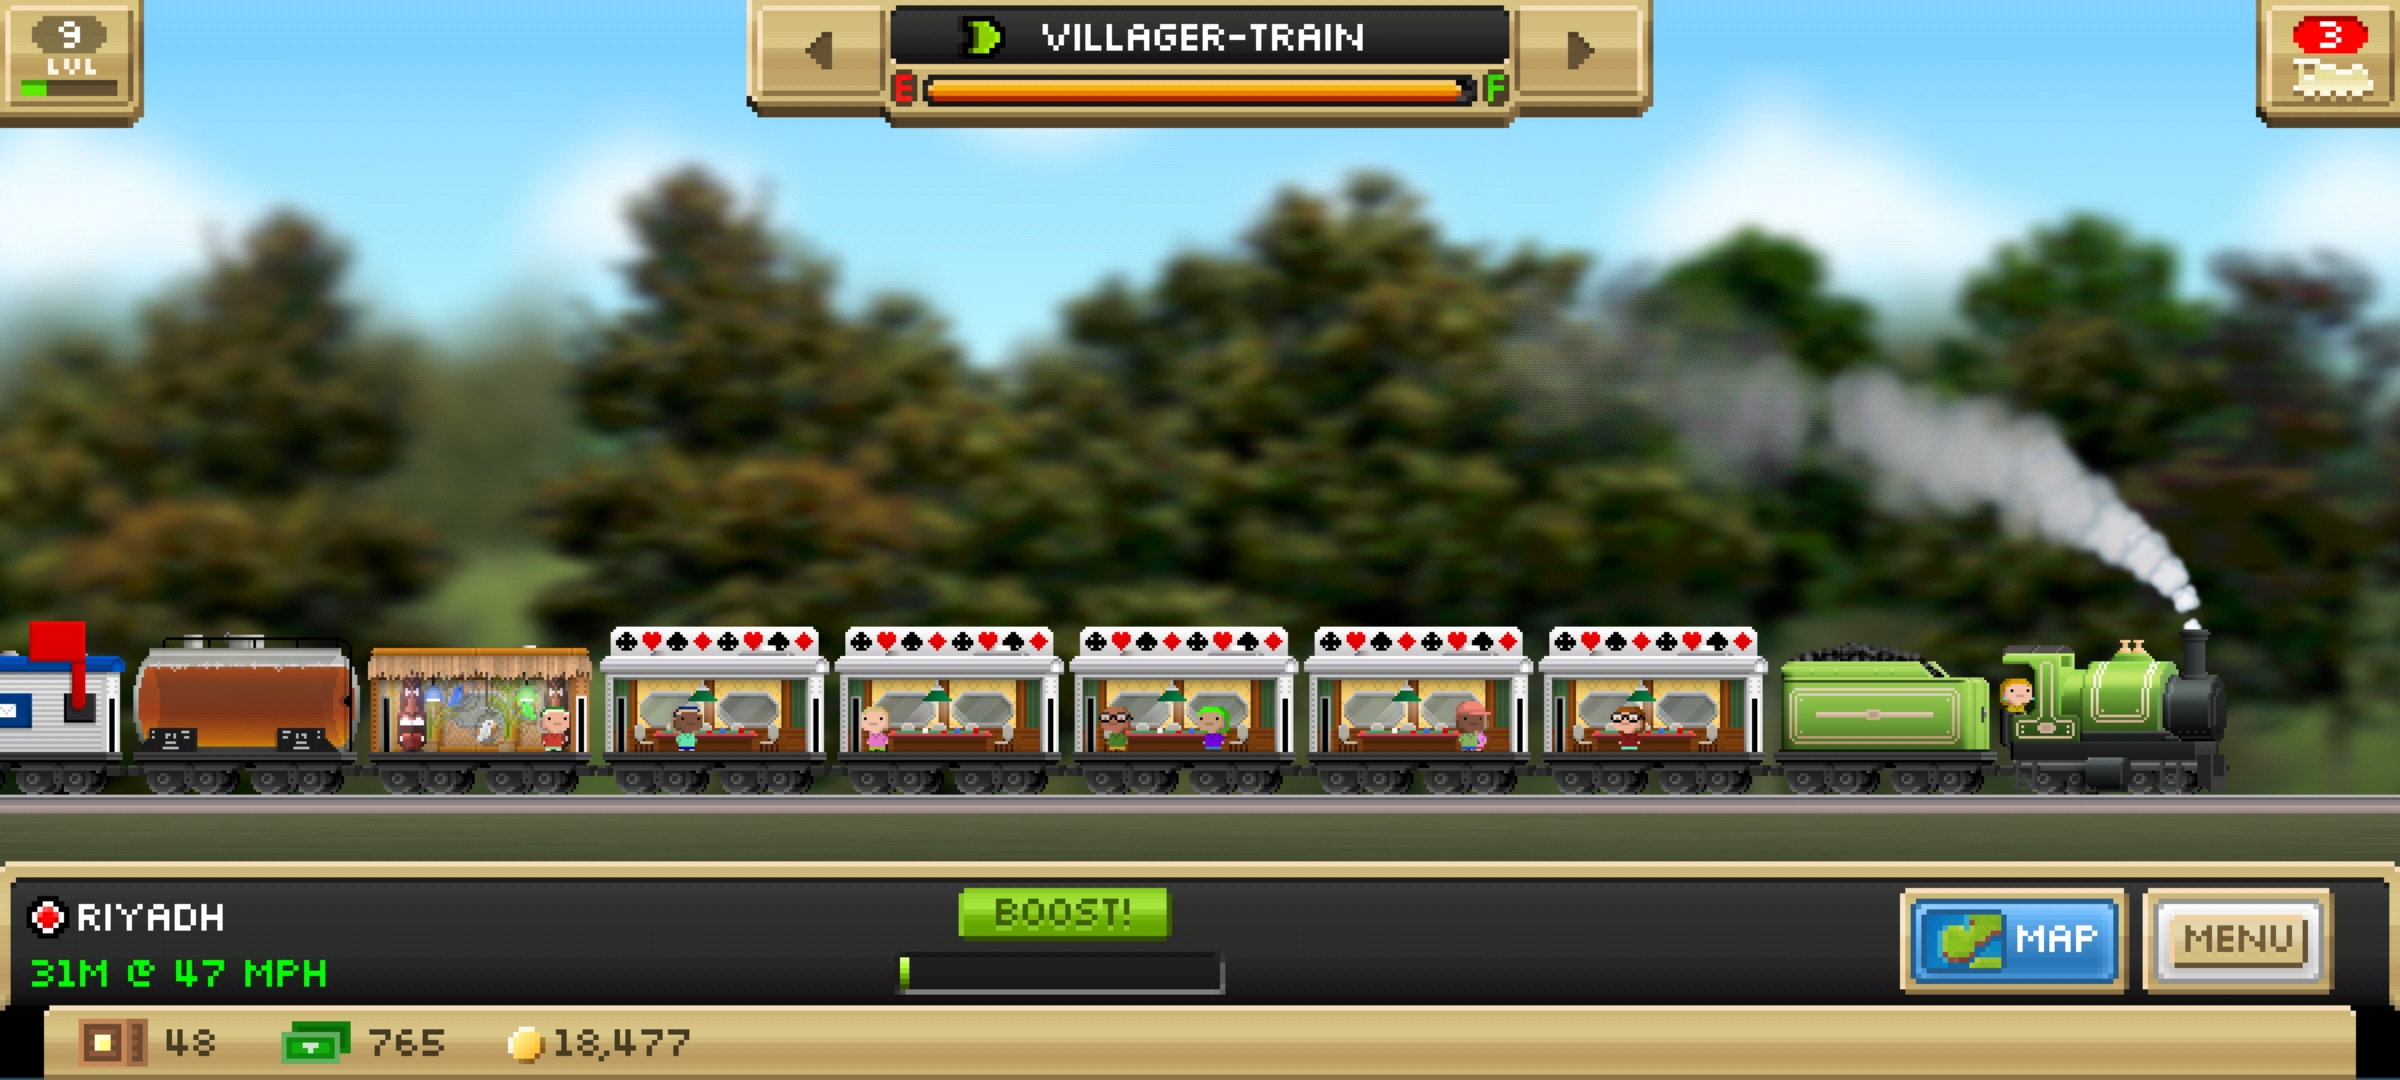 9
LVL
VILLAGER-TRAIN
E F
3
RIYADH
31M @ 47 MPH
BOOST!
MAP
MENU
48 765 18,477